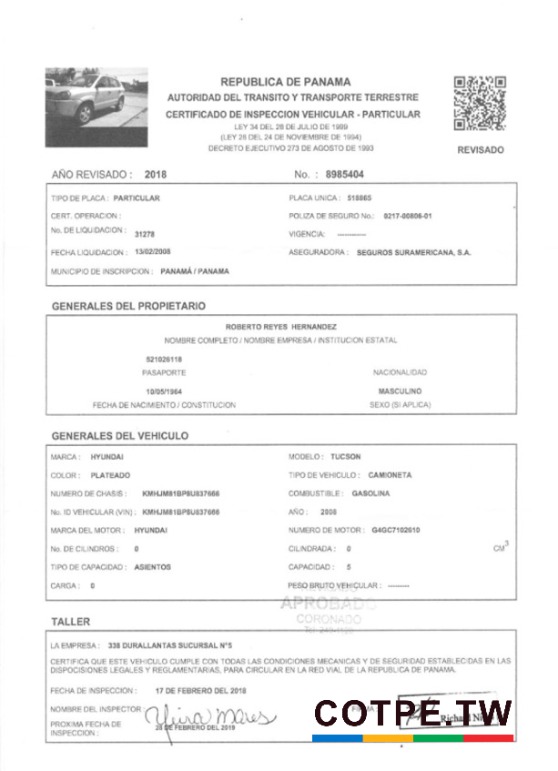 REPUBLICA DE PANAMA
AUTORIDAD DEL TRANSITO Y TRANSPORTE TERRESTRE
CERTIFICADO DE INSPECCION VEHICULAR - PARTICULAR
LEY 34 DEL 28 DE JULIO DE 1999
(LEY 28 DEL 24 DE NOVIEMBRE DE 1994)
DECRETO EJECUTIVO 273 DE AGOSTO DE 1993
REVISADO
AÑO REVISADO : 2018 No. : 8985404
TIPO DE PLACA : PARTICULAR PLACA UNICA : 518865
CERT. OPERACION : POLIZA DE SEGURO No.: 0217-00806-01
No. DE LIQUIDACION : 31278 VIGENCIA: -----------
FECHA LIQUIDACION : 13/02/2008 ASEGURADORA : SEGUROS SURAMERICANA, S.A.
MUNICIPIO DE INSCRIPCION : PANAMÁ / PANAMA
GENERALES DEL PROPIETARIO
ROBERTO REYES HERNANDEZ
NOMBRE COMPLETO / NOMBRE EMPRESA / INSTITUCION ESTATAL
521026118
PASAPORTE NACIONALIDAD
10/05/1964 MASCULINO
FECHA DE NACIMIENTO / CONSTITUCION SEXO (SI APLICA)
GENERALES DEL VEHICULO
MARCA : HYUNDAI MODELO : TUCSON
COLOR : PLATEADO TIPO DE VEHICULO : CAMIONETA
NUMERO DE CHASIS : KMHJM81BP8U837666 COMBUSTIBLE : GASOLINA
No. ID VEHICULAR (VIN) : KMHJM81BP8U837666 AÑO : 2008
MARCA DEL MOTOR : HYUNDAI NUMERO DE MOTOR : G4GC7102610
No. DE CILINDROS : 0 CILINDRADA : 0 CM3
TIPO DE CAPACIDAD : ASIENTOS CAPACIDAD : 5
CARGA : 0 PESO BRUTO VEHICULAR : --------
APROBADO
CORONADO
TALLER
LA EMPRESA : 338 DURALLANTAS SUCURSAL N°5
CERTIFICA QUE ESTE VEHICULO CUMPLE CON TODAS LAS CONDICIONES MECANICAS Y DE SEGURIDAD ESTABLECIDAS EN LAS
DISPOCISIONES LEGALES Y REGLAMENTARIAS, PARA CIRCULAR EN LA RED VIAL DE LA REPUBLICA DE PANAMA.
FECHA DE INSPECCION : 17 DE FEBRERO DEL 2018
NOMBRE DEL INSPECTOR
PROXIMA FECHA DE
INSPECCION : 28 DE FEBRERO DEL 2019
COTPE.TW